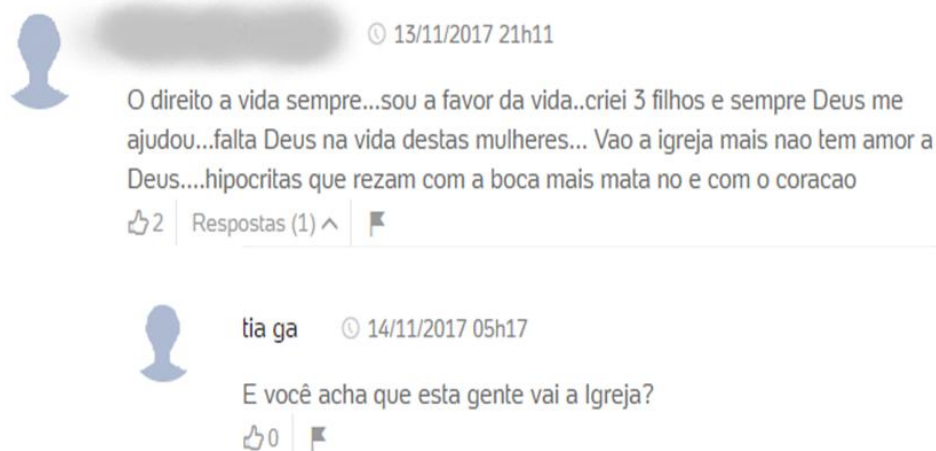 13/11/2017 21h11
O direito a vida sempre...sou a favor da vida..criei 3 filhos e sempre Deus me
ajudou...falta Deus na vida destas mulheres... Vao a igreja mais nao tem amor a
Deus....hipocritas que rezam com a boca mais mata no e com o coracao
2 Respostas (1)
tia ga 14/11/2017 05h17
E você acha que esta gente vai a Igreja?
0